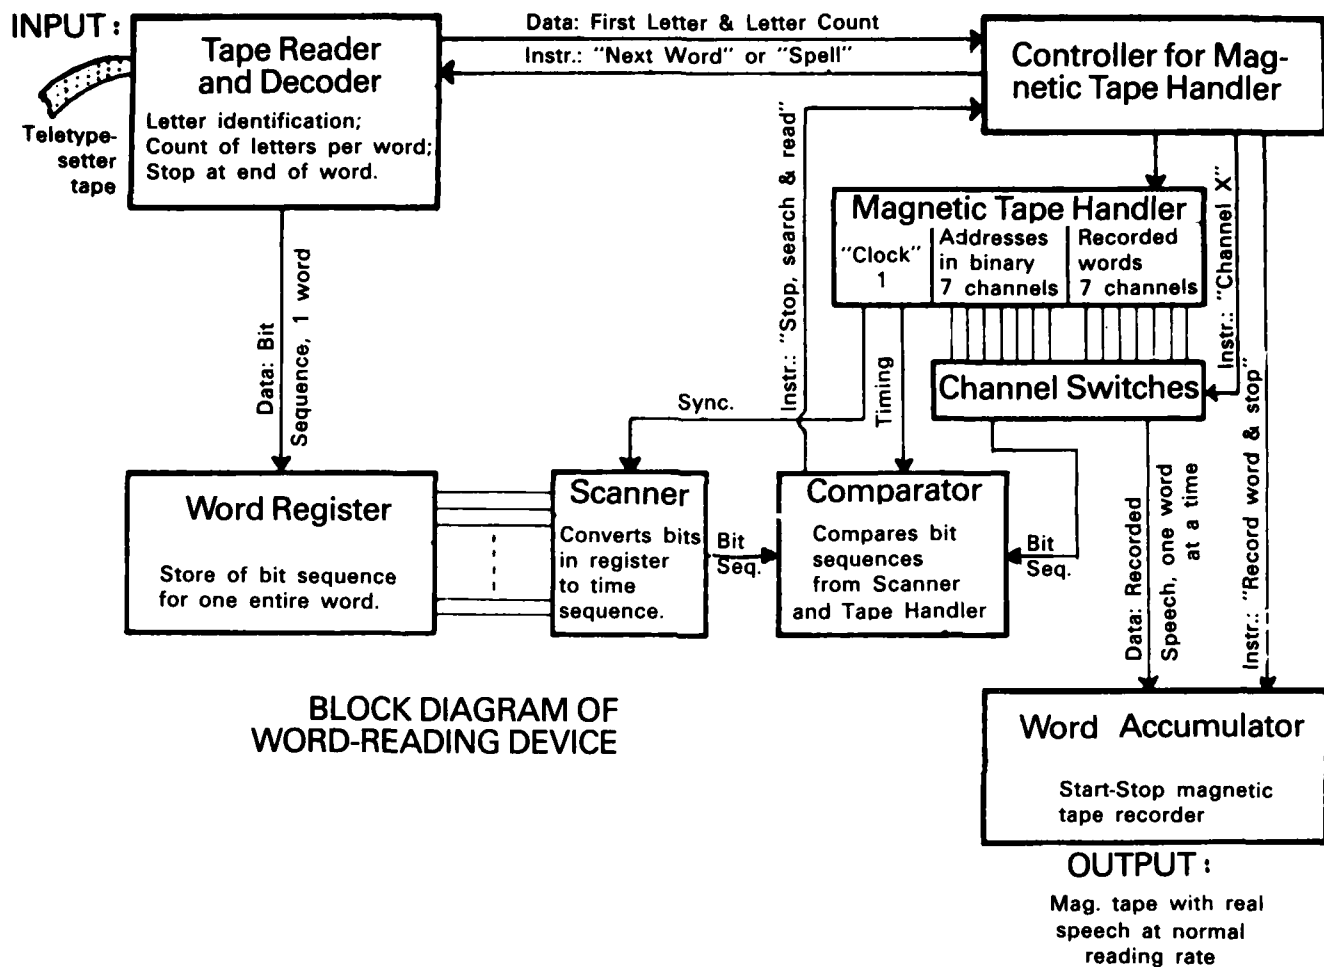 INPUT:
Teletype-
setter
tape
Tape Reader
and Decoder
Letter identification;
Count of letters per word;
Stop at end of word.
Data: First Letter & Letter Count
Instr.: "Next Word" or "Spell"
Controller for Mag-
netic Tape Handler
Magnetic Tape Handler
"Clock"
1
Addresses
in binary
7 channels
Recorded
words
7 channels
Instr.: "Channel X"
Channel Switches
Instr.: "Stop, search & read"
Timing
Sync.
Data: Bit
Sequence, 1 word
Word Register
Store of bit sequence
for one entire word.
Scanner
Converts bits
in register
to time
sequence.
Bit
Seq.
Comparator
Compares bit
sequences
from Scanner
and Tape Handler
Bit
Seq.
Data: Recorded
Speech, one word
at a time
Instr.: "Record word & stop"
BLOCK DIAGRAM OF
WORD-READING DEVICE
Word Accumulator
Start-Stop magnetic
tape recorder
OUTPUT:
Mag. tape with real
speech at normal
reading rate